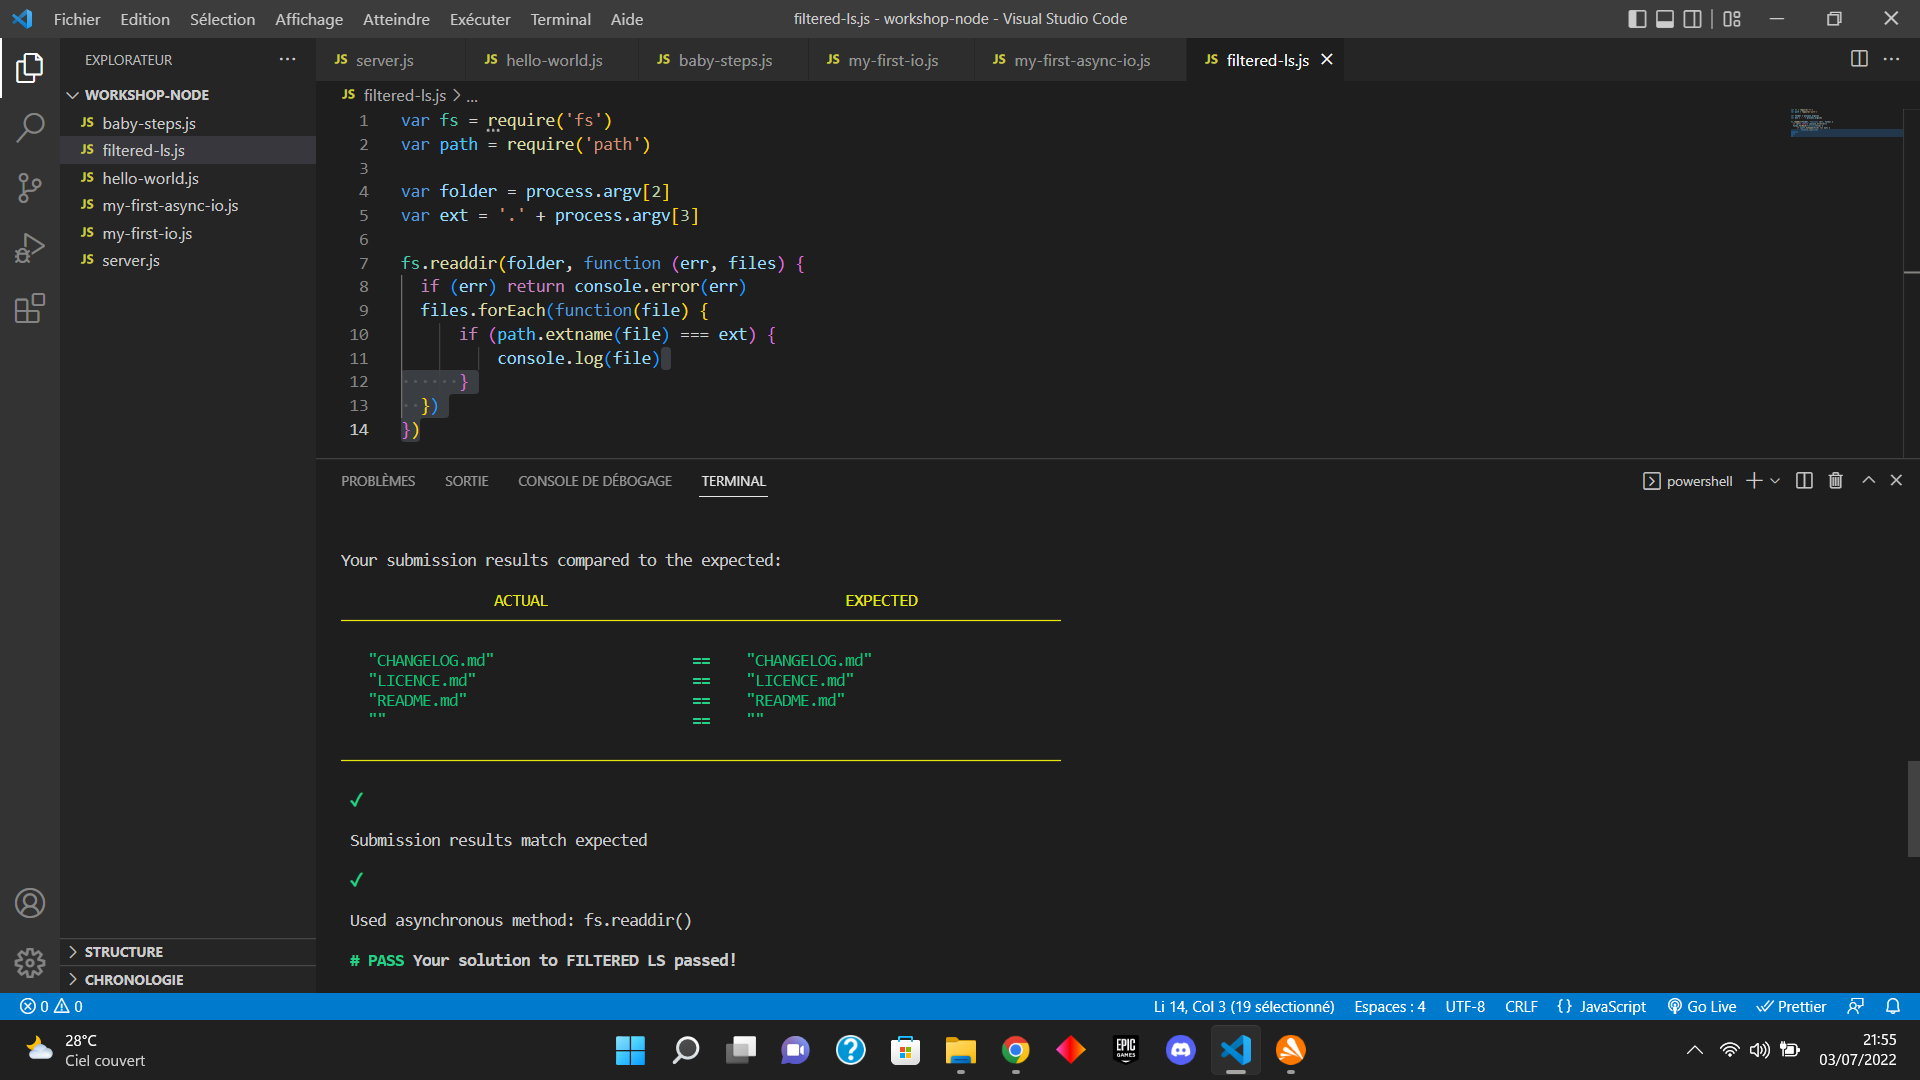 Fichier Edition Sélection Affichage Atteindre Exécuter Terminal Aide
filtered-ls.js - workshop-node - Visual Studio Code
EXPLORATEUR
WORKSHOP-NODE
JS baby-steps.js
JS filtered-ls.js
JS hello-world.js
JS my-first-async-io.js
JS my-first-io.js
JS server.js
STRUCTURE
CHRONOLOGIE
JS server.js JS hello-world.js JS baby-steps.js JS my-first-io.js JS my-first-async-io.js JS filtered-ls.js
JS filtered-ls.js > ...
1 var fs = require('fs')
2 var path = require('path')
3
4 var folder = process.argv[2]
5 var ext = '.' + process.argv[3]
6
7 fs.readdir(folder, function (err, files) {
8 if (err) return console.error(err)
9 files.forEach(function(file) {
10 if (path.extname(file) === ext) {
11 console.log(file)
12 }
13 })
14 })
PROBLÈMES SORTIE CONSOLE DE DÉBOGAGE TERMINAL
powershell
Your submission results compared to the expected:
ACTUAL EXPECTED
"CHANGELOG.md" == "CHANGELOG.md"
"LICENCE.md" == "LICENCE.md"
"README.md" == "README.md"
"" == ""
✓
Submission results match expected
✓
Used asynchronous method: fs.readdir()
# PASS Your solution to FILTERED LS passed!
0 0
Li 14, Col 3 (19 sélectionné) Espaces : 4 UTF-8 CRLF {} JavaScript Go Live Prettier
28°C
Ciel couvert
EPIC
GAMES
21:55
03/07/2022